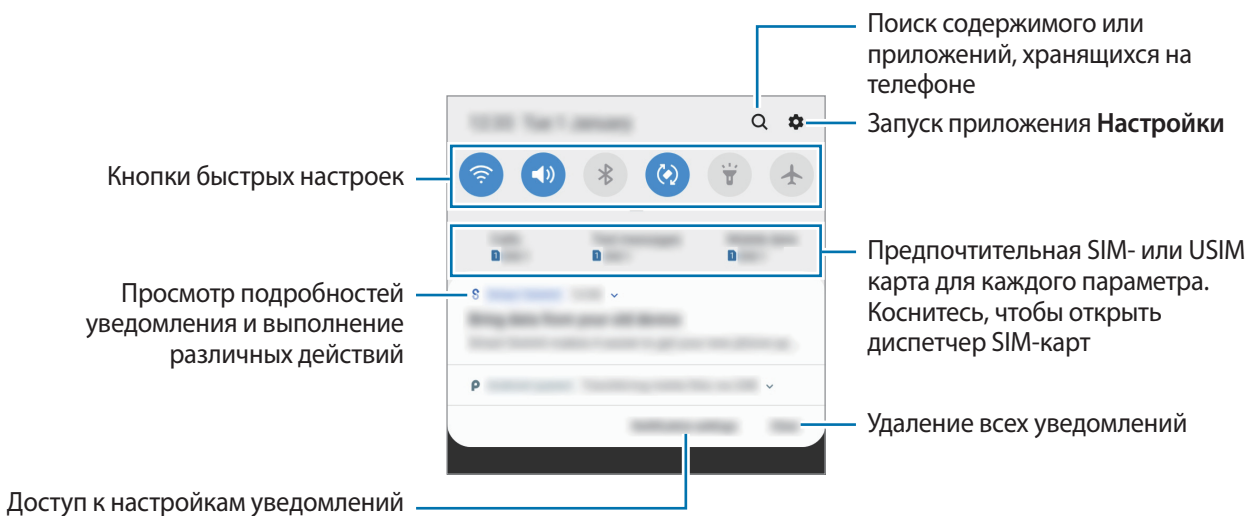 Поиск содержимого или
приложений, хранящихся на
телефоне
Запуск приложения Настройки
Кнопки быстрых настроек
Предпочтительная SIM- или USIM
карта для каждого параметра.
Коснитесь, чтобы открыть
диспетчер SIM-карт
Просмотр подробностей
уведомления и выполнение
различных действий
Удаление всех уведомлений
Доступ к настройкам уведомлений